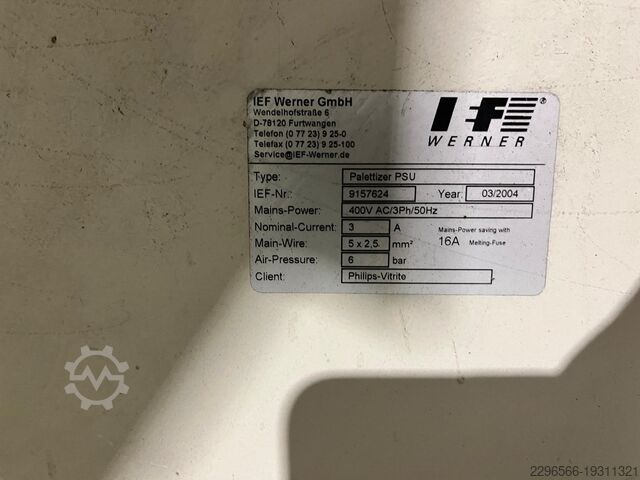 IEF Werner GmbH
Wendelhofstraße 6
D-78120 Furtwangen
Telefon (0 77 23) 9 25-0
Telefax (0 77 23) 9 25-100
Service@IEF-Werner.de
IEF®
WERNER
Type: Palettizer PSU
IEF-Nr.: 9157624 Year: 03/2004
Mains-Power: 400V AC/3Ph/50Hz
Nominal-Current: 3 A Mains-Power saving with
Main-Wire: 5 x 2,5 mm² 16A Melting-Fuse
Air-Pressure: 6 bar
Client: Philips-Vitrite
2296566-19311321